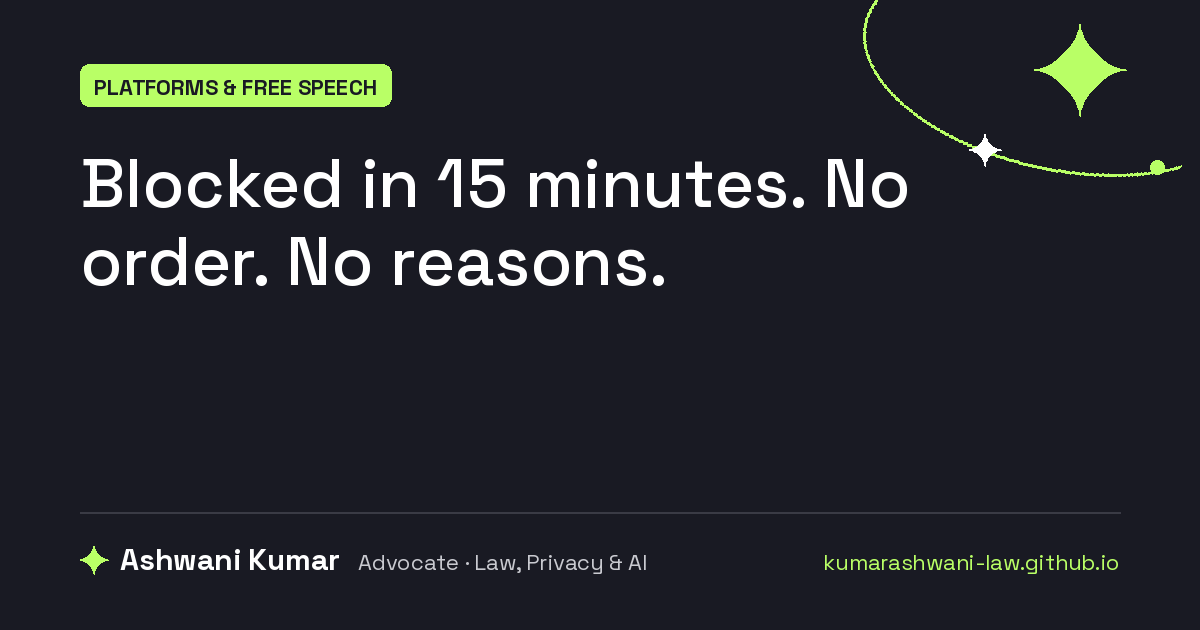 PLATFORMS & FREE SPEECH
Blocked in 15 minutes. No
order. No reasons.
Ashwani Kumar Advocate · Law, Privacy & AI kumarashwani-law.github.io